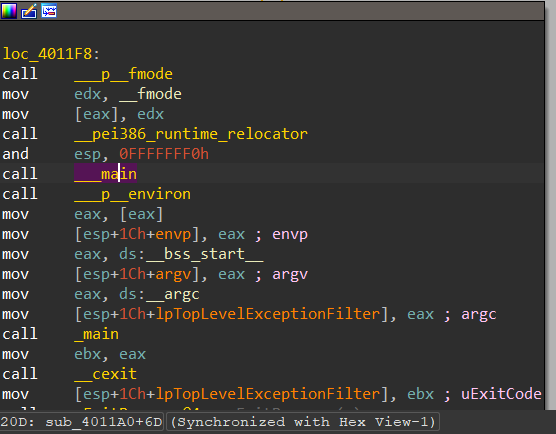 loc_4011F8:
call ___p__fmode
mov edx, __fmode
mov [eax], edx
call __pei386_runtime_relocator
and esp, 0FFFFFFF0h
call ___main
call ___p__environ
mov eax, [eax]
mov [esp+1Ch+envp], eax ; envp
mov eax, ds:__bss_start__
mov [esp+1Ch+argv], eax ; argv
mov eax, ds:__argc
mov [esp+1Ch+lpTopLevelExceptionFilter], eax ; argc
call _main
mov ebx, eax
call __cexit
mov [esp+1Ch+lpTopLevelExceptionFilter], ebx ; uExitCode
20D: sub_4011A0+6D (Synchronized with Hex View-1)